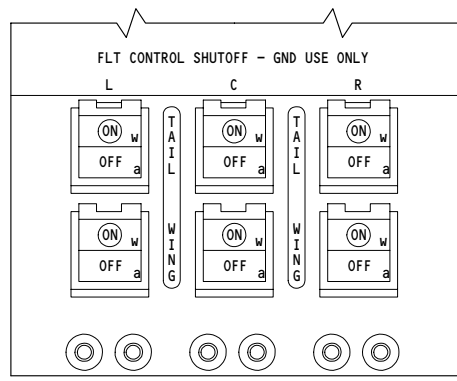 FLT CONTROL SHUTOFF – GND USE ONLY
L C R
ON W ON W ON W
OFF a OFF a OFF a
TAIL TAIL
ON W ON W ON W
OFF a OFF a OFF a
WING WING